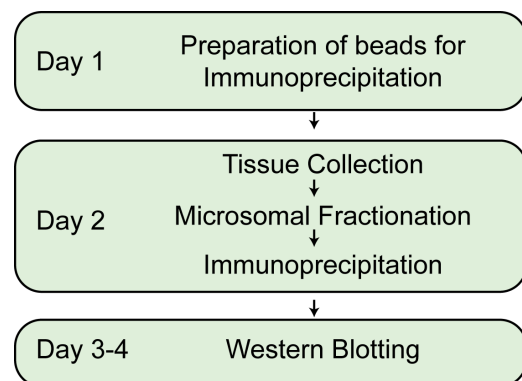 Day 1
Preparation of beads for
Immunoprecipitation
Day 2
Tissue Collection
Microsomal Fractionation
Immunoprecipitation
Day 3-4
Western Blotting